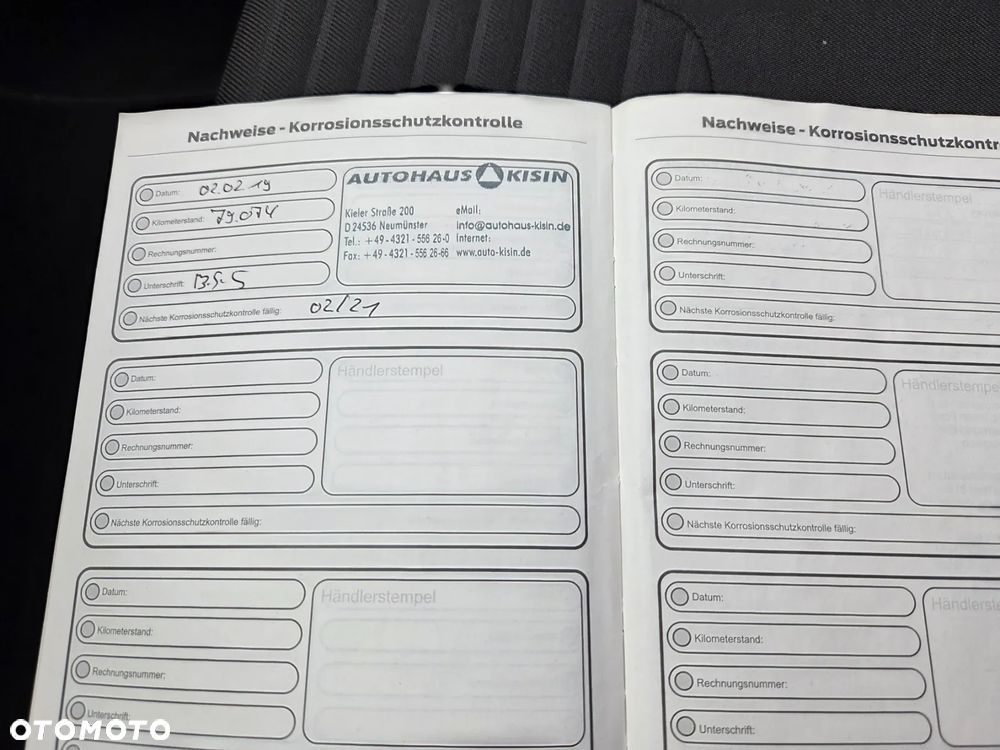 Nachweise - Korrosionsschutzkontrolle
Datum: 02.02.19
Kilometerstand: 79.074
Rechnungsnummer:
Unterschrift:
Nächste Korrosionsschutzkontrolle fällig: 02/21
AUTOHAUS KISIN
Kieler Straße 200 eMail:
D 24536 Neumünster info@autohaus-kisin.de
Tel.: +49-4321-556 26-0 Internet:
Fax: +49-4321-556 26-66 www.auto-kisin.de
Datum:
Kilometerstand:
Rechnungsnummer:
Unterschrift:
Händlerstempel
Nächste Korrosionsschutzkontrolle fällig:
Datum:
Kilometerstand:
Rechnungsnummer:
Unterschrift:
Händlerstempel
Nachweise - Korrosionsschutzkontr
Datum:
Kilometerstand:
Rechnungsnummer:
Unterschrift:
Händlerstempel
Nächste Korrosionsschutzkontrolle fällig:
Datum:
Kilometerstand:
Rechnungsnummer:
Unterschrift:
Händlerstempe
Nächste Korrosionsschutzkontrolle fällig:
Datum:
Kilometerstand:
Rechnungsnummer:
Unterschrift:
Händlerste
OTOMOTO